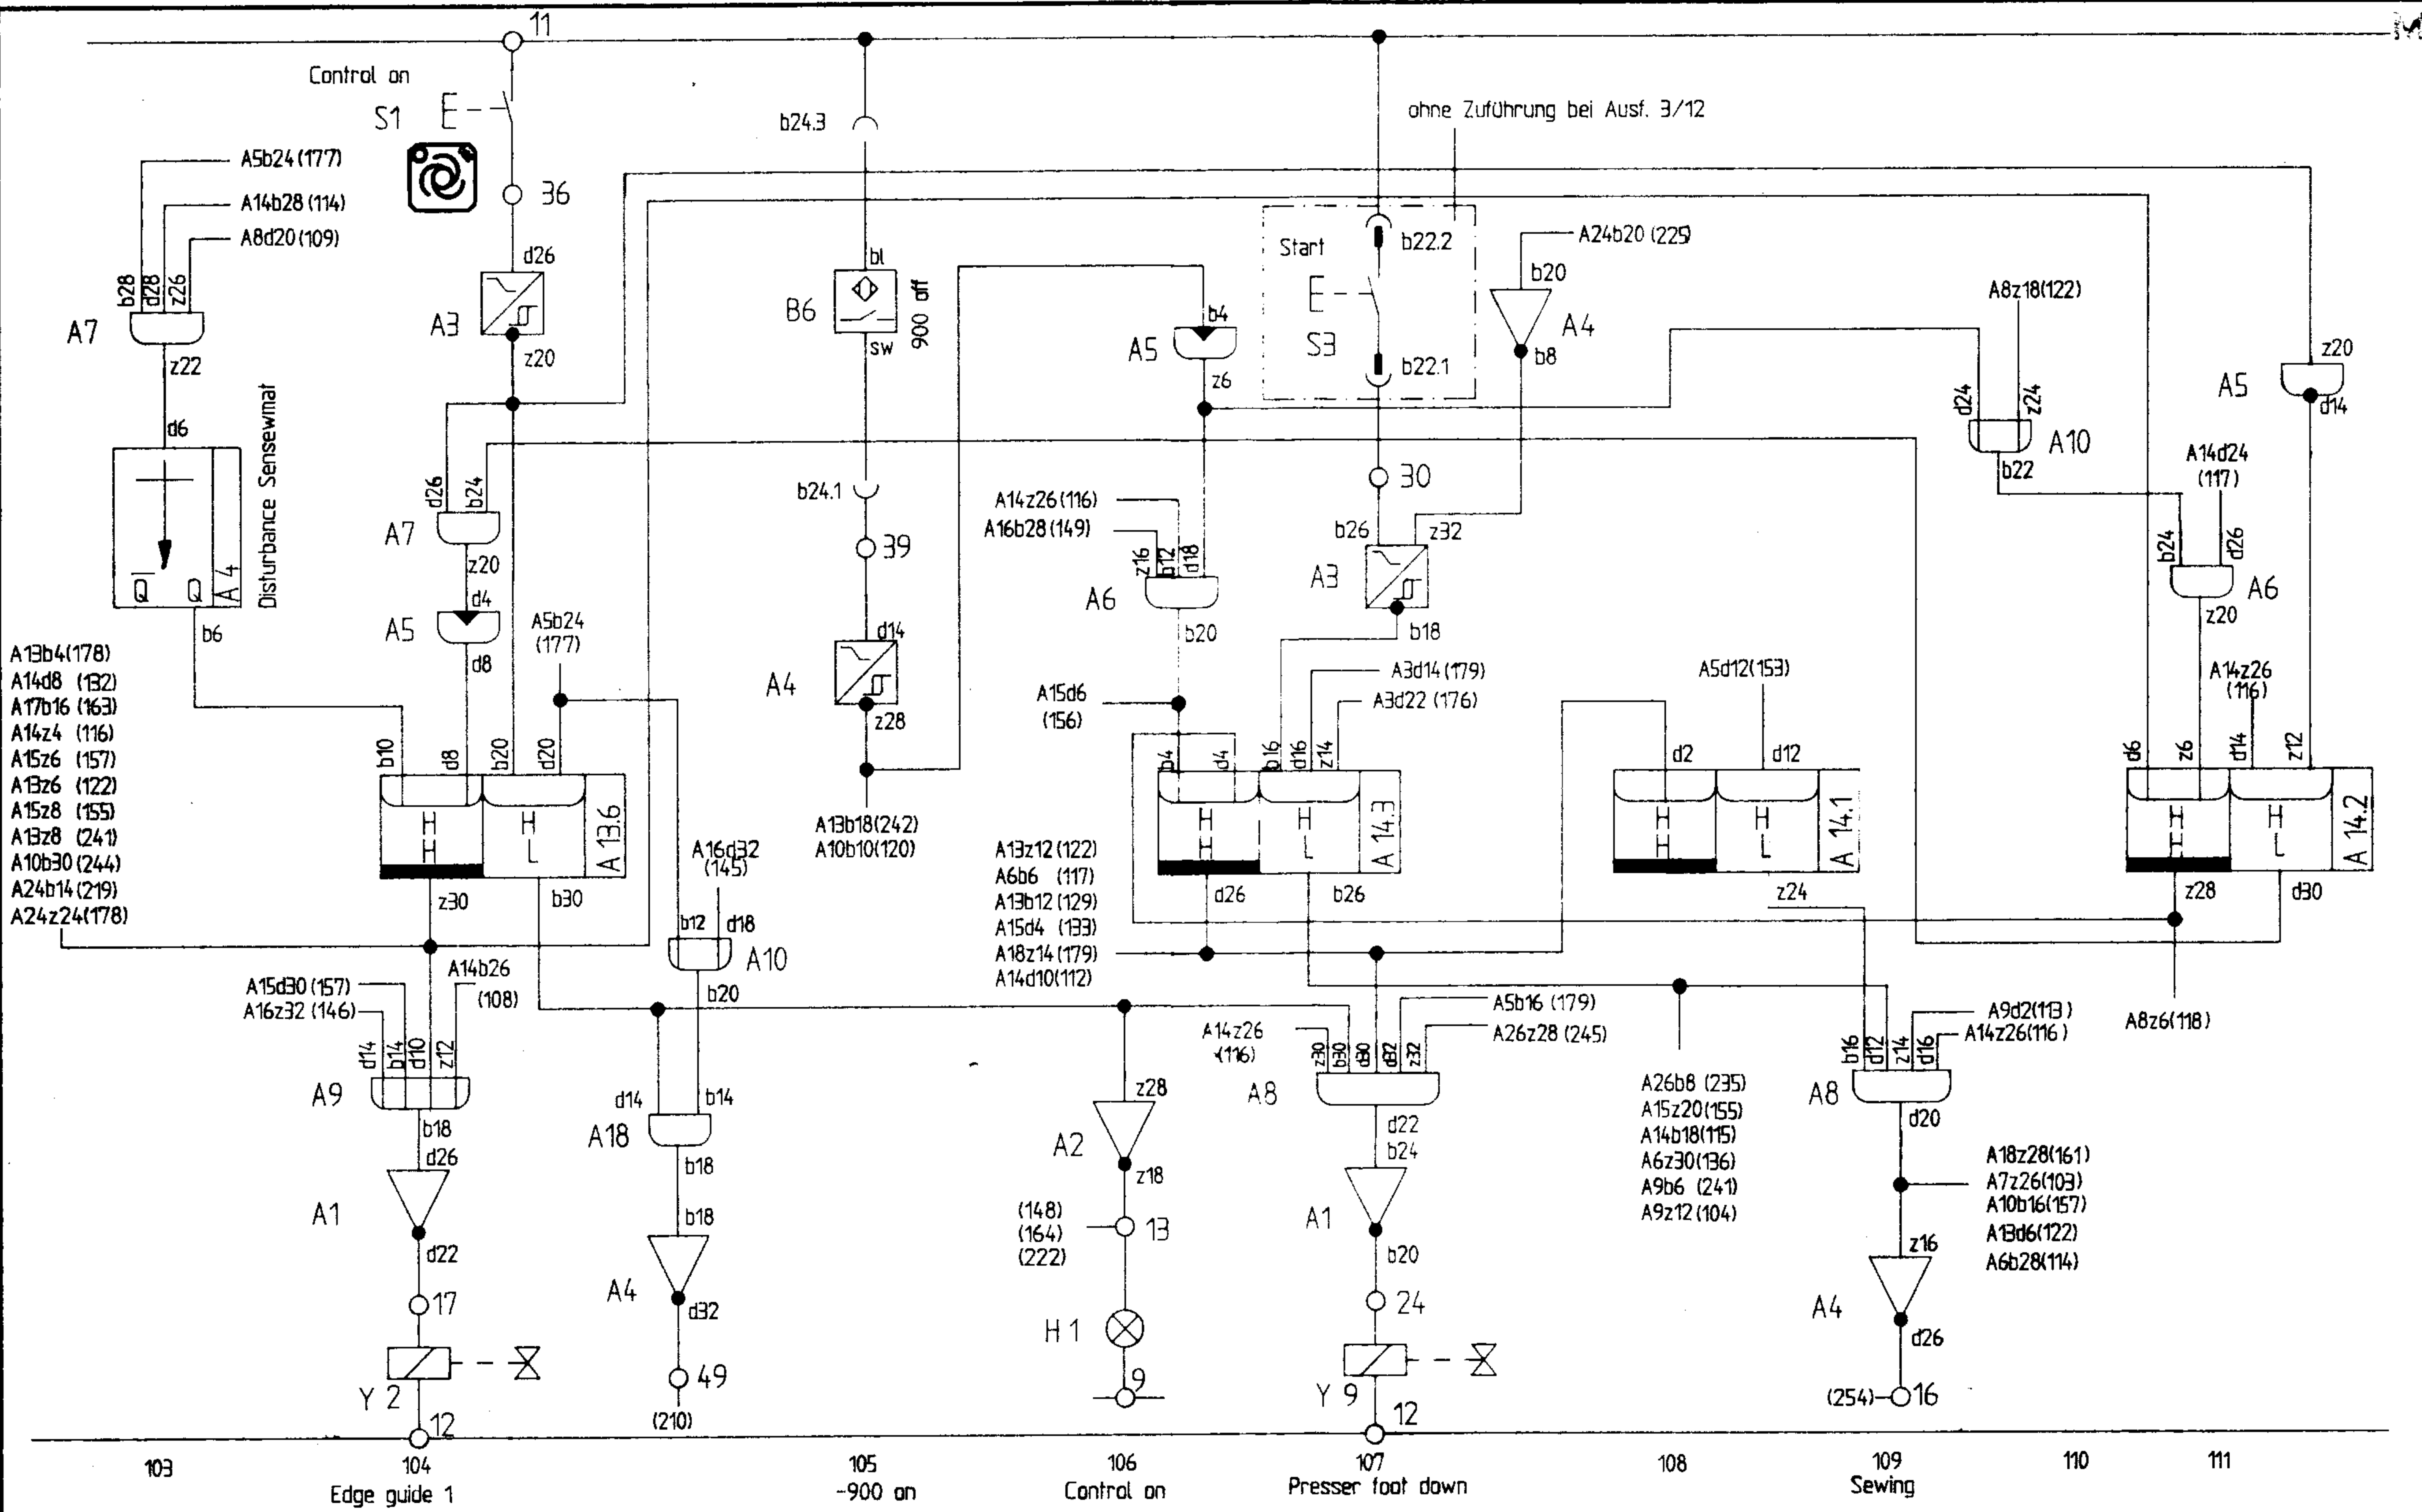 11
Control on
S1
E
36
d26
A3
z20
A5b24(177)
A14b28(114)
A8d20(109)
b28
d28
z26
A7
z22
d6
Q
Q
A4
Disturbance Sensewmat
b6
d26
b24
A7
z20
d4
A5
d8
A5b24
(177)
A13b4(178)
A14d8 (132)
A17b16(163)
A14z4 (116)
A15z6 (157)
A13z6 (122)
A15z8 (155)
A13z8 (241)
A10b30(244)
A24b14(219)
A24z24(178)
b10
d8
b20
d20
H
H
H
L
A 13.6
z30
b30
A15d30(157)
A16z32(146)
A14b26
(108)
d14
b14
d10
z12
A9
b18
d26
A1
d22
17
Y 2
12
A16d32
(145)
b12
d18
A10
b20
d14
b14
A18
b18
b18
A4
d32
49
(210)
b24.3
bl
B6
900 off
sw
b24.1
39
d14
A4
z28
A13b18(242)
A10b10(120)
b4
A5
z6
A14z26(116)
A16b28(149)
z16
b12
d18
A6
b20
A15d6
(156)
ohne Zuführung bei Ausf. 3/12
Start
E
S3
b22.2
b22.1
30
A24b20(225)
b20
A4
b8
b26
z32
A3
b18
A3d14(179)
A3d22(176)
b4
d4
b16
d16
z14
H
H
H
L
A 14.3
d26
b26
A13z12(122)
A6b6 (117)
A13b12(129)
A15d4 (133)
A18z14(179)
A14d10(112)
z28
A2
z18
(148)
(164)
(222)
13
H 1
9
A14z26
(116)
A5b16(179)
A26z28(245)
z30
b30
d30
d32
z32
A8
d22
b24
A1
b20
24
Y 9
12
A5d12(153)
d2
d12
H
H
H
L
A 14.1
z24
A26b8 (235)
A15z20(155)
A14b18(115)
A6z30(136)
A9b6 (241)
A9z12(104)
A9d2(113)
A14z26(116)
b16
d12
z14
d16
A8
d20
A18z28(161)
A7z26(103)
A10b16(157)
A13d6(122)
A6b28(114)
z16
A4
d26
(254)
16
A8z18(122)
d24
z24
A10
b22
A14d24
(117)
b24
d26
A6
z20
z20
A5
d14
A14z26
(116)
d6
z6
d14
z12
H
H
H
L
A 14.2
z28
d30
A8z6(118)
103
104
105
106
107
108
109
110
111
Edge guide 1
-900 on
Control on
Presser foot down
Sewing